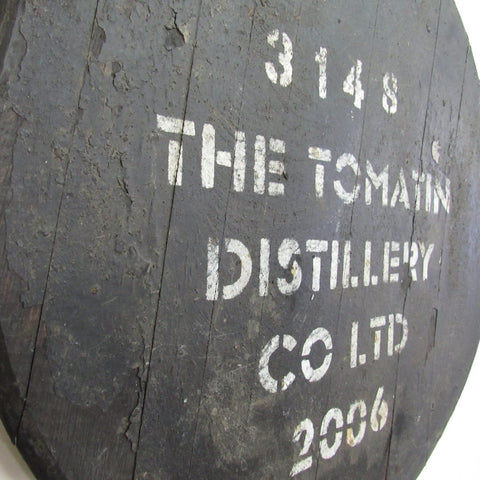 3148
THE TOMATIN
DISTILLERY
CO LTD
2006